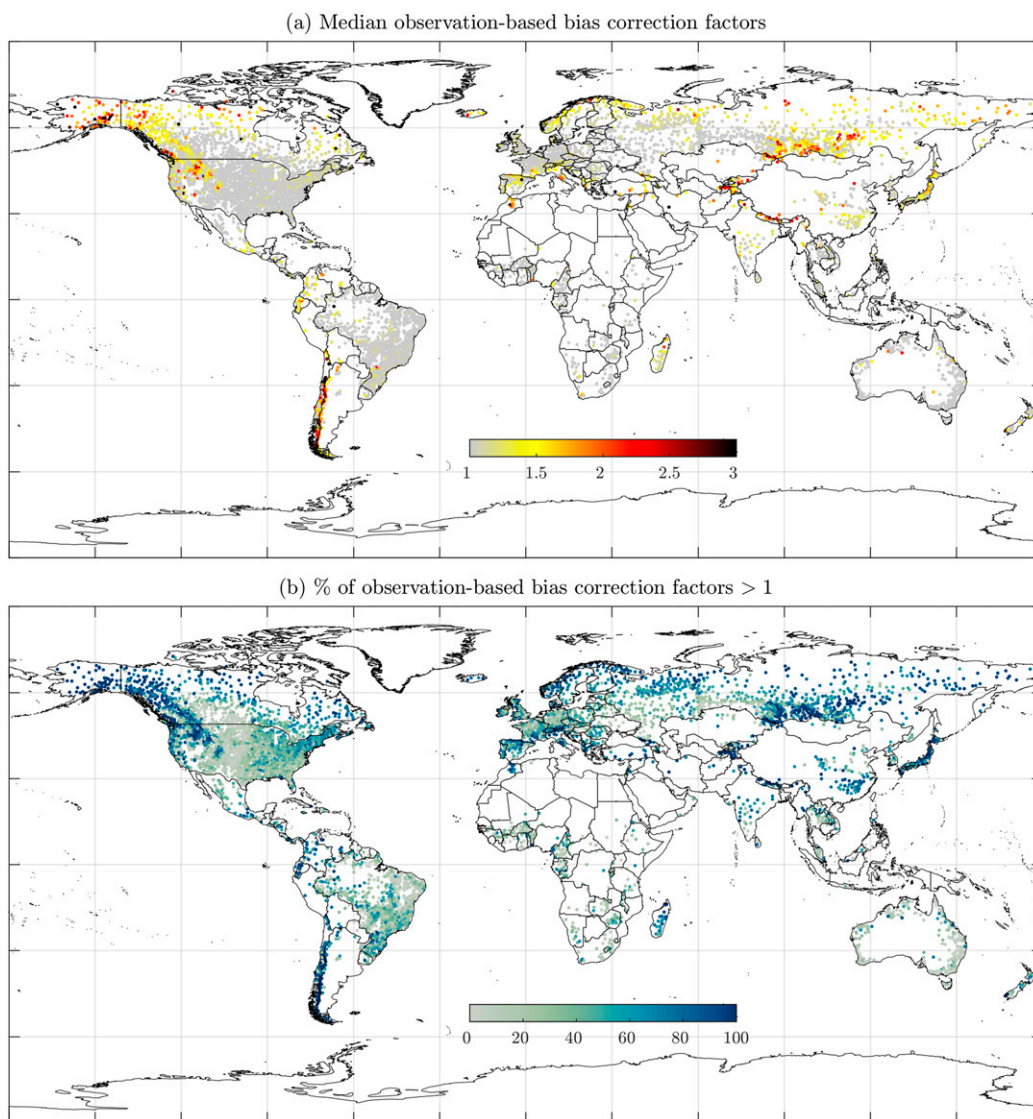 (a) Median observation-based bias correction factors
1 1.5 2 2.5 3
(b) % of observation-based bias correction factors > 1
0 20 40 60 80 100